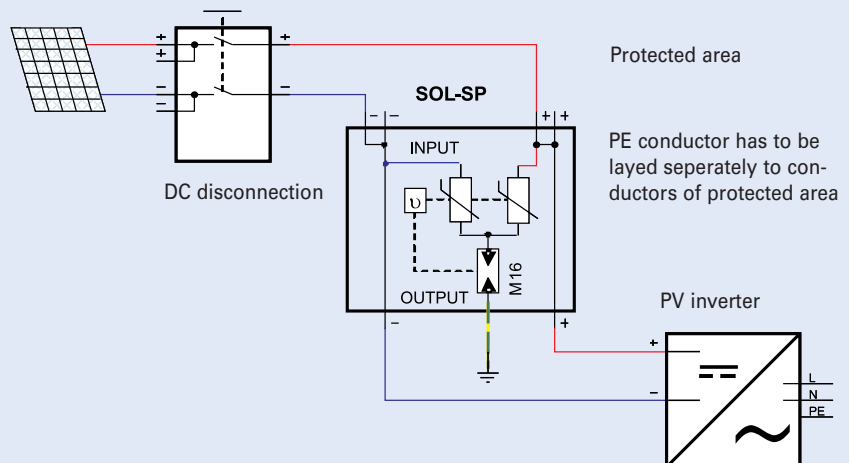 +
+
+
−
−
−
DC disconnection
SOL-SP
− −
+ +
INPUT
υ
M16
OUTPUT
−
+
Protected area
PE conductor has to be
layed seperately to con-
ductors of protected area
PV inverter
+
−
L
N
PE